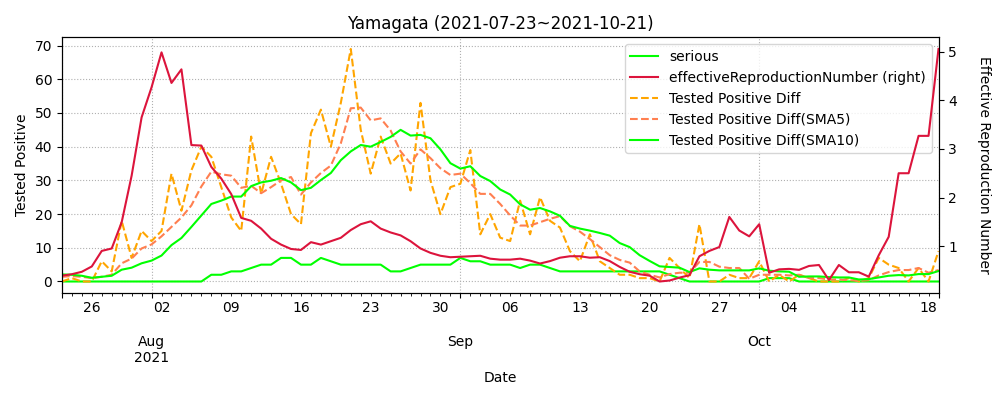 Yamagata (2021-07-23~2021-10-21)
70
60
50
40
30
20
10
0
Tested Positive
5
4
3
2
1
Effective Reproduction Number
serious
effectiveReproductionNumber (right)
Tested Positive Diff
Tested Positive Diff(SMA5)
Tested Positive Diff(SMA10)
26 02 09 16 23 30 06 13 20 27 04 11 18
Aug Sep Oct
2021
Date